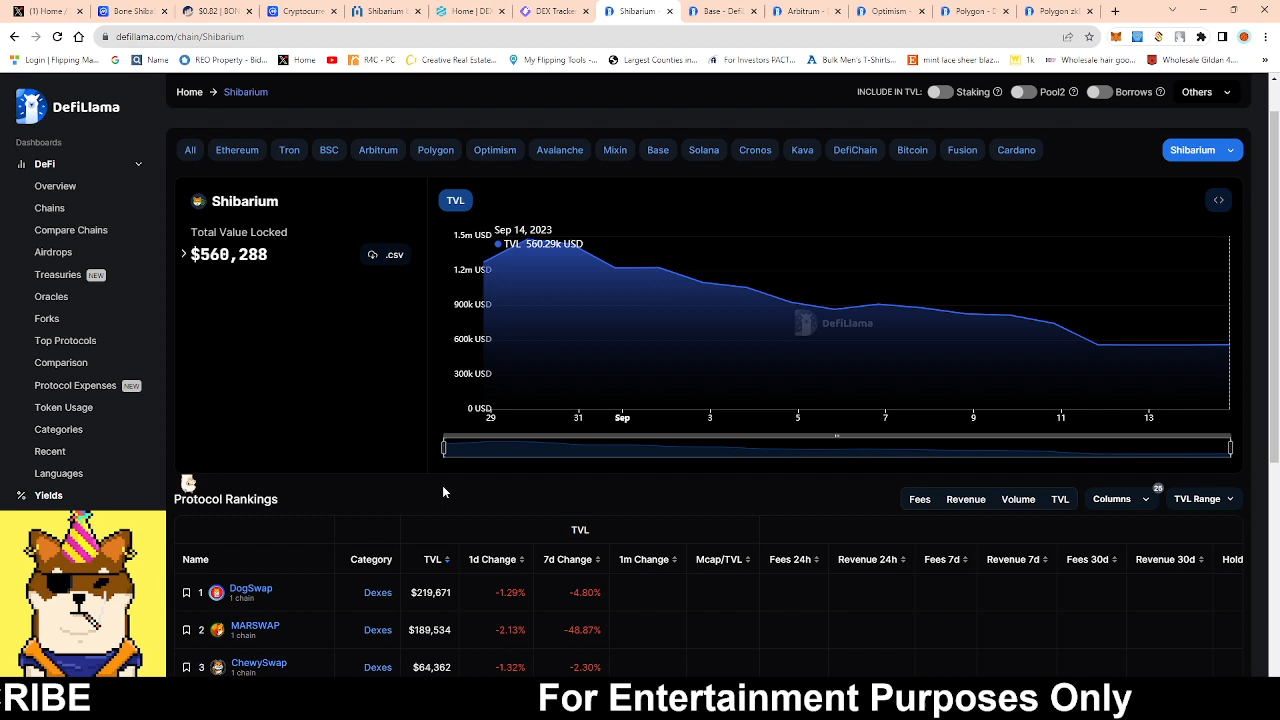 (1) Home /
Bone Shiba
$0.82 | BON
Cryptocurre
Shibarium E
Home | DEX
DEX Tracke
Shibarium -
Base - Defi
Arbitrum -
Optimism -
Polygon - D
Polygon zk
defillama.com/chain/Shibarium
Login | Flipping Ma...
Name
REO Property - Bid...
Home
R4C - PC
Creative Real Estate...
My Flipping Tools -...
Largest Counties in...
For Investors PACT...
Bulk Men's T-Shirts...
mint lace sheer blaz...
1k
Wholesale hair goo...
Wholesale Gildan 4...
DefiLlama
Home → Shibarium
INCLUDE IN TVL:
Staking
Pool2
Borrows
Others
Dashboards
DeFi
Overview
Chains
Compare Chains
Airdrops
Treasuries NEW
Oracles
Forks
Top Protocols
Comparison
Protocol Expenses NEW
Token Usage
Categories
Recent
Languages
Yields
All
Ethereum
Tron
BSC
Arbitrum
Polygon
Optimism
Avalanche
Mixin
Base
Solana
Cronos
Kava
DefiChain
Bitcoin
Fusion
Cardano
Shibarium
Shibarium
Total Value Locked
$560,288
.csv
TVL
Sep 14, 2023
TVL 560.29k USD
1.5m USD
1.2m USD
900k USD
600k USD
300k USD
0 USD
DefiLlama
29 31 Sep 3 5 7 9 11 13
Protocol Rankings
Fees Revenue Volume TVL
Columns
25
TVL Range
TVL
Name Category TVL 1d Change 7d Change 1m Change Mcap/TVL Fees 24h Revenue 24h Fees 7d Revenue 7d Fees 30d Revenue 30d Hold
1 DogSwap Dexes $219,671 -1.29% -4.80%
1 chain
2 MARSWAP Dexes $189,534 -2.13% -48.87%
1 chain
3 ChewySwap Dexes $64,362 -1.32% -2.30%
1 chain
CRIBE For Entertainment Purposes Only